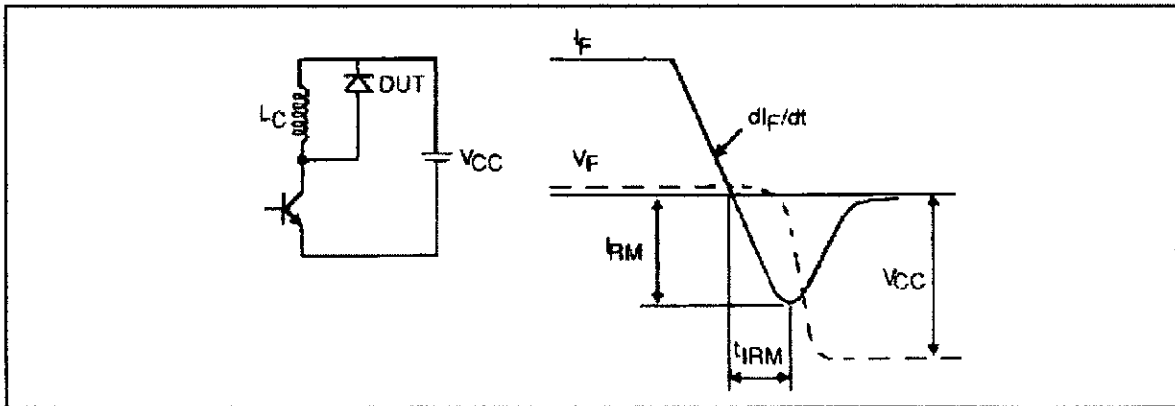 IF
DUT
LC
dIF/dt
VCC
VF
IRM
VCC
tIRM